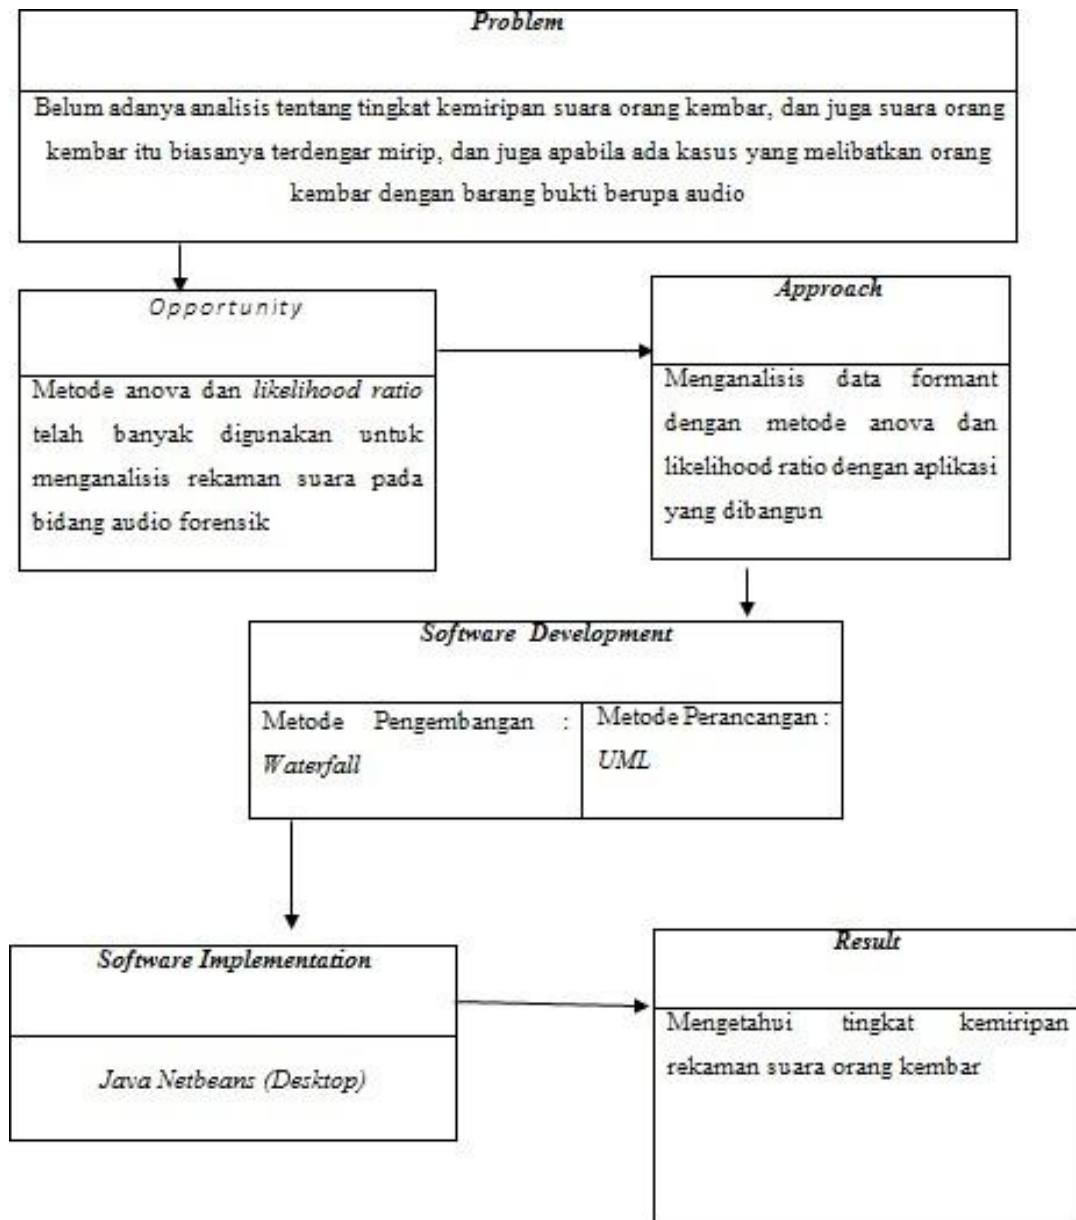 Problem
Belum adanya analisis tentang tingkat kemiripan suara orang kembar, dan juga suara orang
kembar itu biasanya terdengar mirip, dan juga apabila ada kasus yang melibatkan orang
kembar dengan barang bukti berupa audio
Opportunity
Metode anova dan likelihood ratio
telah banyak digunakan untuk
menganalisis rekaman suara pada
bidang audio forensik
Approach
Menganalisis data formant
dengan metode anova dan
likelihood ratio dengan aplikasi
yang dibangun
Software Development
Metode Pengembangan :
Waterfall
Metode Perancangan :
UML
Software Implementation
Java Netbeans (Desktop)
Result
Mengetahui tingkat kemiripan
rekaman suara orang kembar